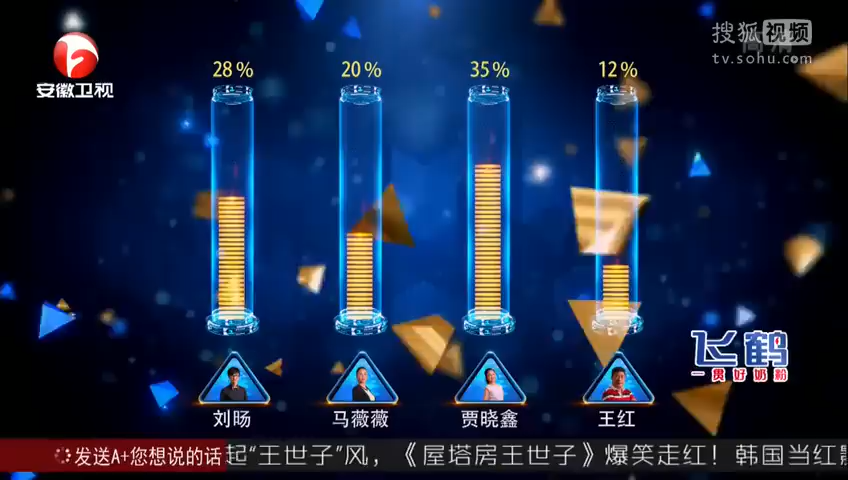 搜狐视频
tv.sohu.com
安徽卫视
28%
20%
35%
12%
飞鹤
一贯好奶粉
刘旸
马薇薇
贾晓鑫
王红
发送A+您想说的话
起“王世子”风，《屋塔房王世子》爆笑走红！韩国当红